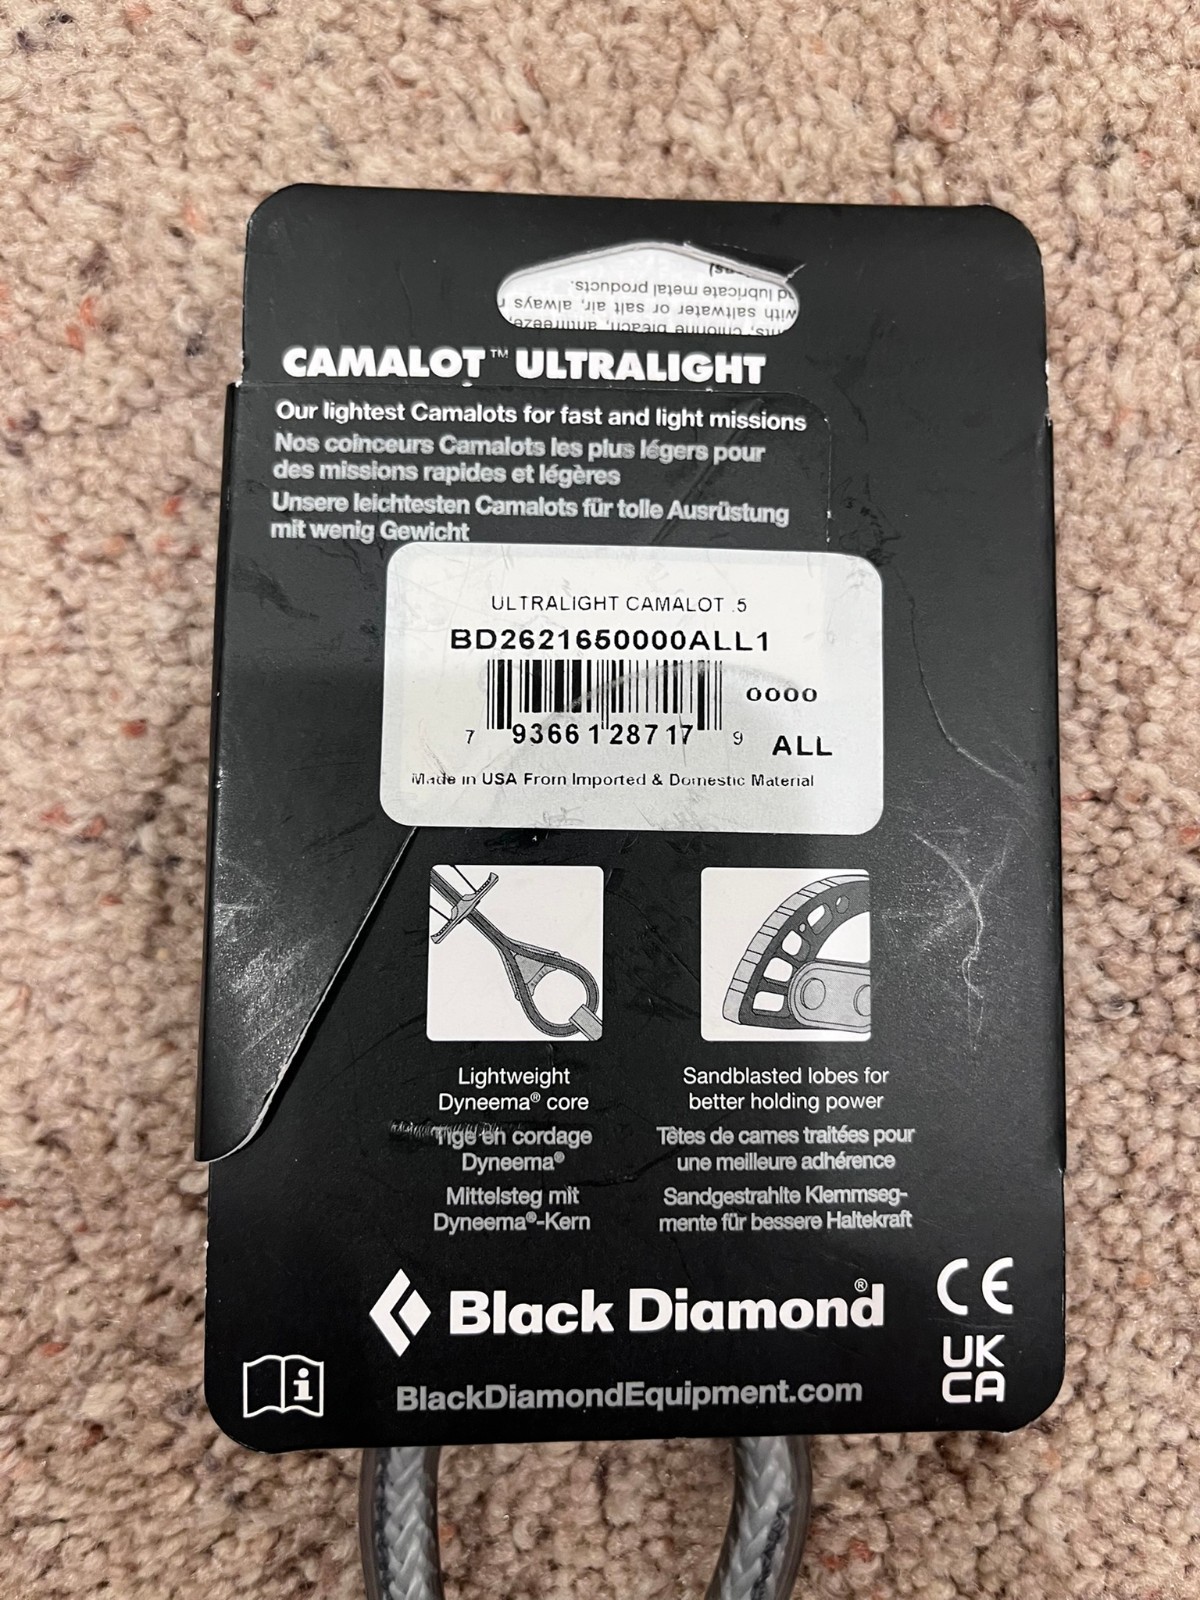 s)
d lubricate metal products.
with saltwater or salt air, always
chlorine bleach, antifreeze,
CAMALOT™ ULTRALIGHT
Our lightest Camalots for fast and light missions
Nos coinceurs Camalots les plus légers pour
des missions rapides et légères
Unsere leichtesten Camalots für tolle Ausrüstung
mit wenig Gewicht
ULTRALIGHT CAMALOT .5
BD2621650000ALL1
0000
7 93661 28717 9
ALL
Made in USA From Imported & Domestic Material
Lightweight
Dyneema® core
Tige en cordage
Dyneema®
Mittelsteg mit
Dyneema®-Kern
Sandblasted lobes for
better holding power
Têtes de cames traitées pour
une meilleure adhérence
Sandgestrahlte Klemmseg-
mente für bessere Haltekraft
Black Diamond®
BlackDiamondEquipment.com
i
CE
UK
CA